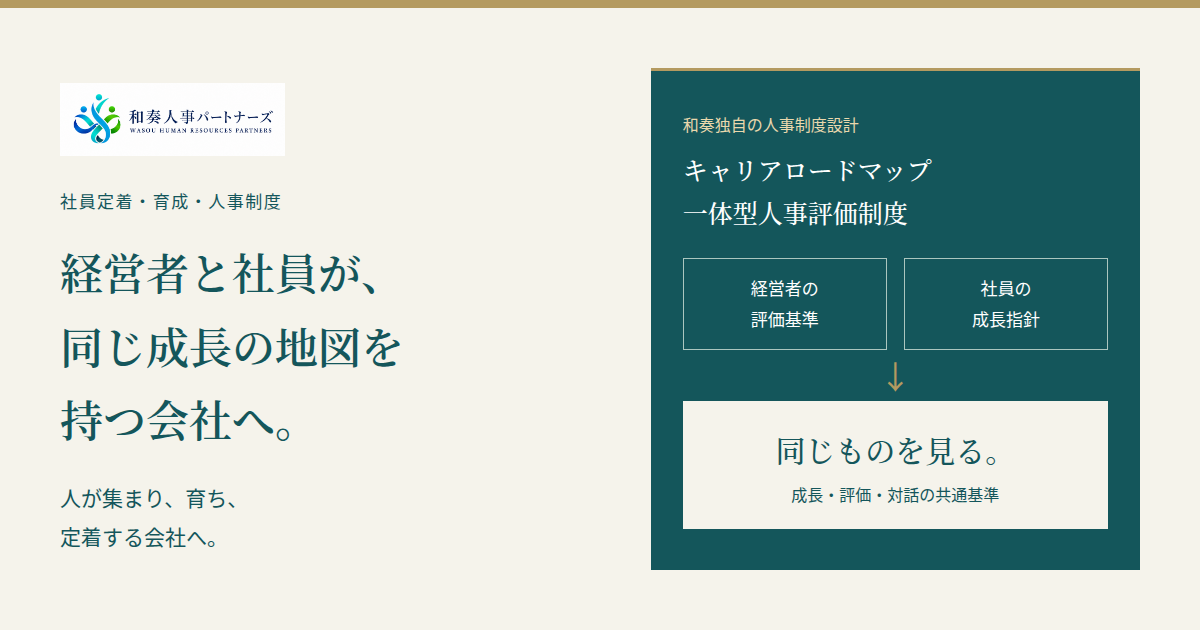 和奏人事パートナーズ
WASOU HUMAN RESOURCES PARTNERS
社員定着・育成・人事制度
経営者と社員が、
同じ成長の地図を
持つ会社へ。
人が集まり、育ち、
定着する会社へ。
和奏独自の人事制度設計
キャリアロードマップ
一体型人事評価制度
経営者の
評価基準
社員の
成長指針
↓
同じものを見る。
成長・評価・対話の共通基準